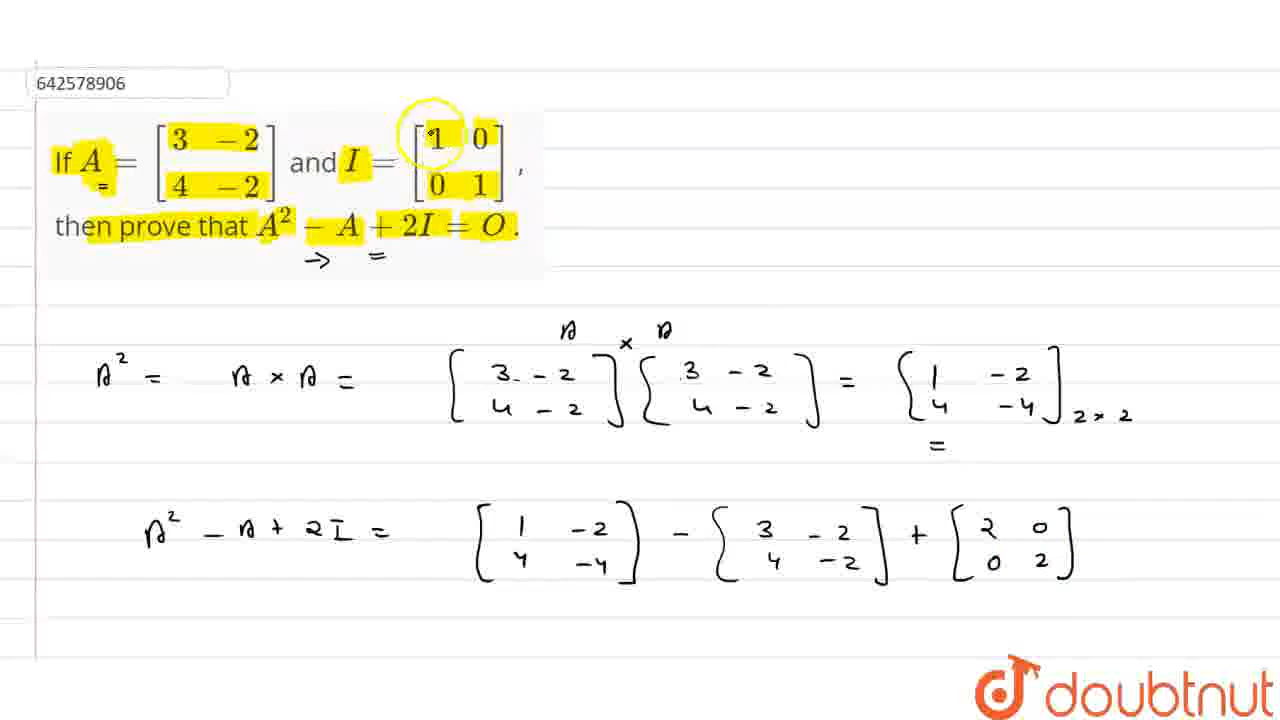 642578906
If A = [3 −2
4 −2] and I = [1 0
0 1],
then prove that A² − A + 2I = O.
→ =
A × A
A² = A × A = [3 −2
4 −2] [3 −2
4 −2] = [1 −2
4 −4] 2×2
=
A² − A + 2I = [1 −2
4 −4] − [3 −2
4 −2] + [2 0
0 2]
doubtnut